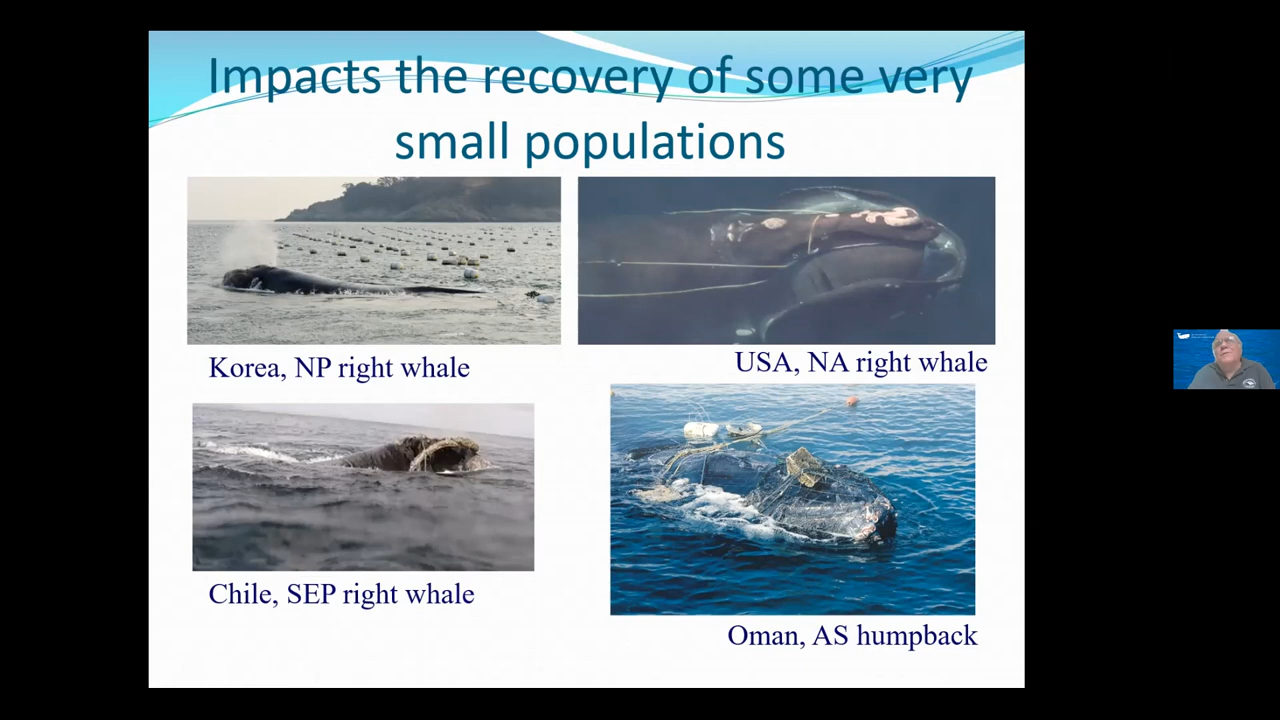 Impacts the recovery of some very
small populations
Korea, NP right whale
USA, NA right whale
Chile, SEP right whale
Oman, AS humpback